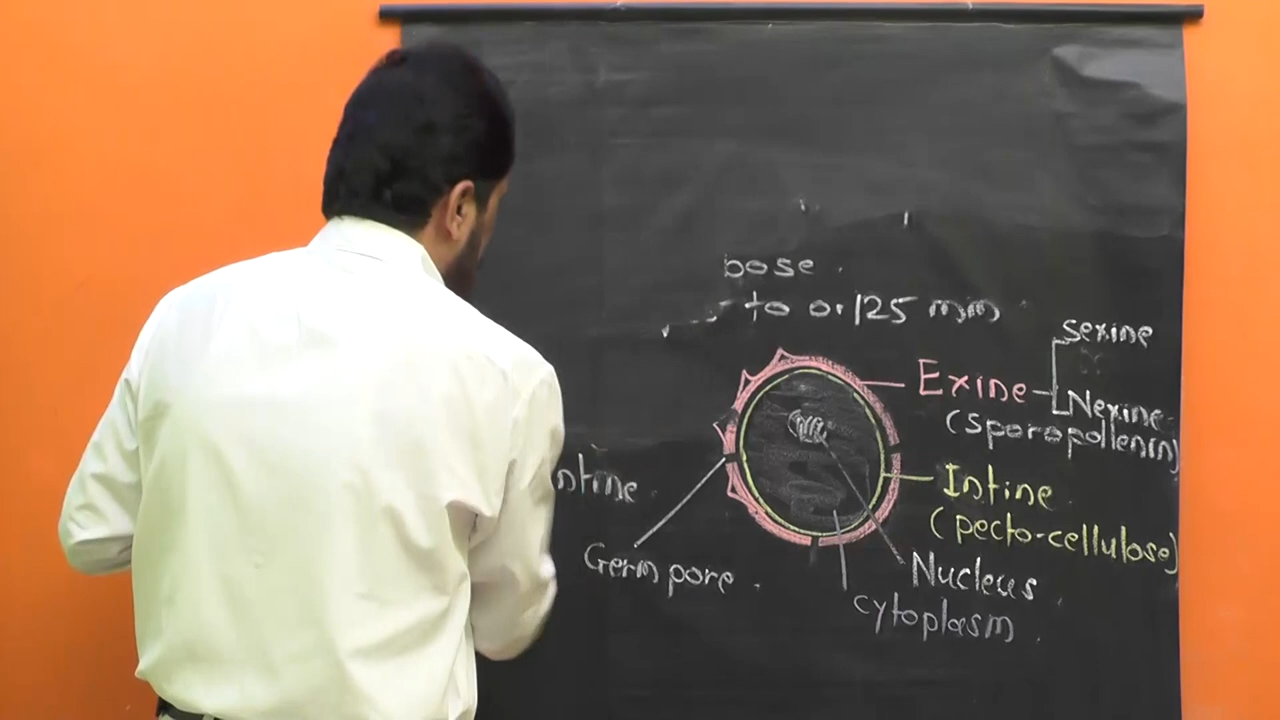 bose.
to 0.125 mm
Sexine
Exine
Nexine
(sporopollenin)
ntine.
Intine
(pecto-cellulose)
Germ pore.
Nucleus
cytoplasm